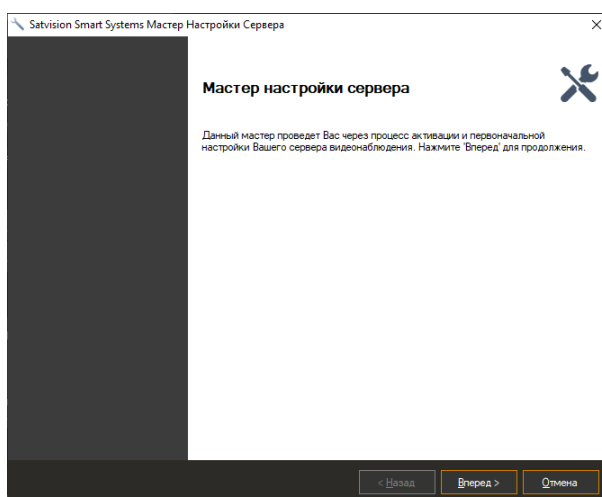 Satvision Smart Systems Мастер Настройки Сервера
Мастер настройки сервера
Данный мастер проведет Вас через процесс активации и первоначальной
настройки Вашего сервера видеонаблюдения. Нажмите 'Вперед' для продолжения.
< Назад
Вперед >
Отмена